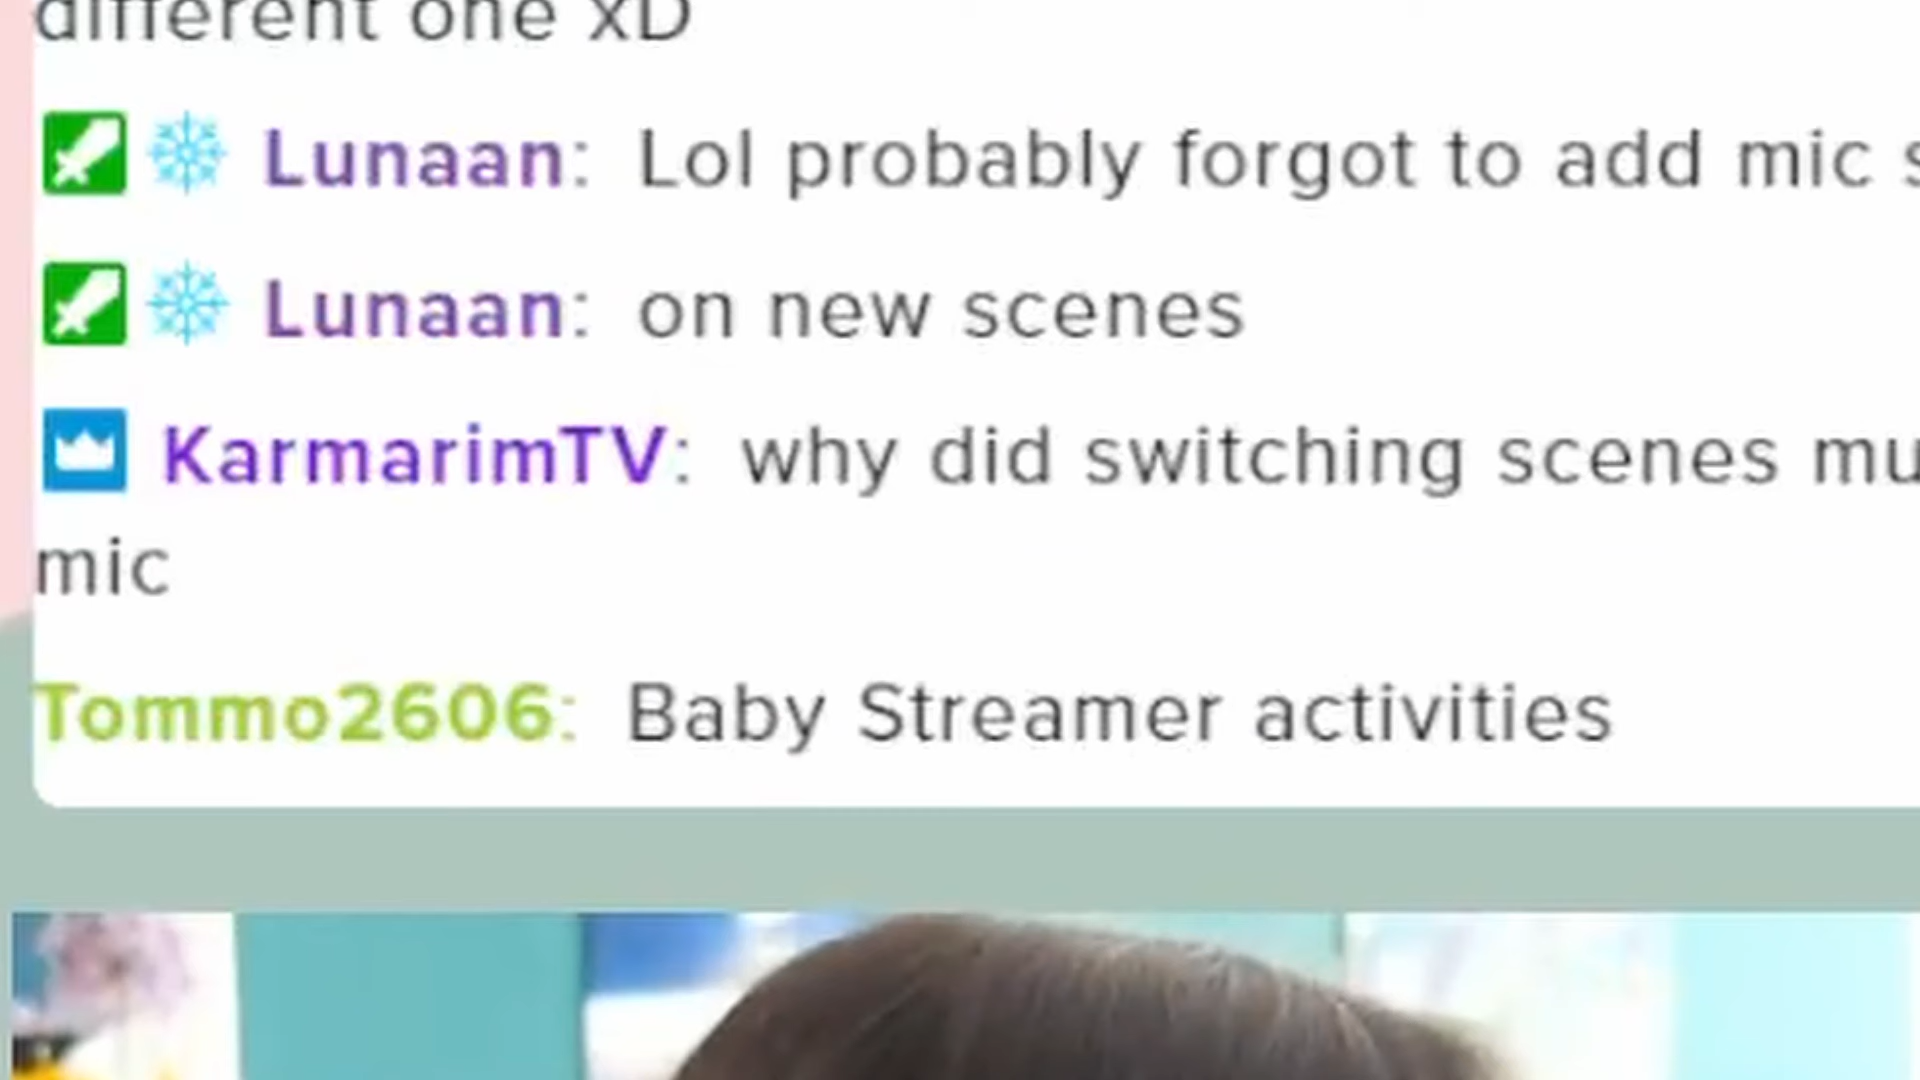 different one xD
Lunaan: Lol probably forgot to add mic
Lunaan: on new scenes
KarmarimTV: why did switching scenes
mic
Tommo2606: Baby Streamer activities